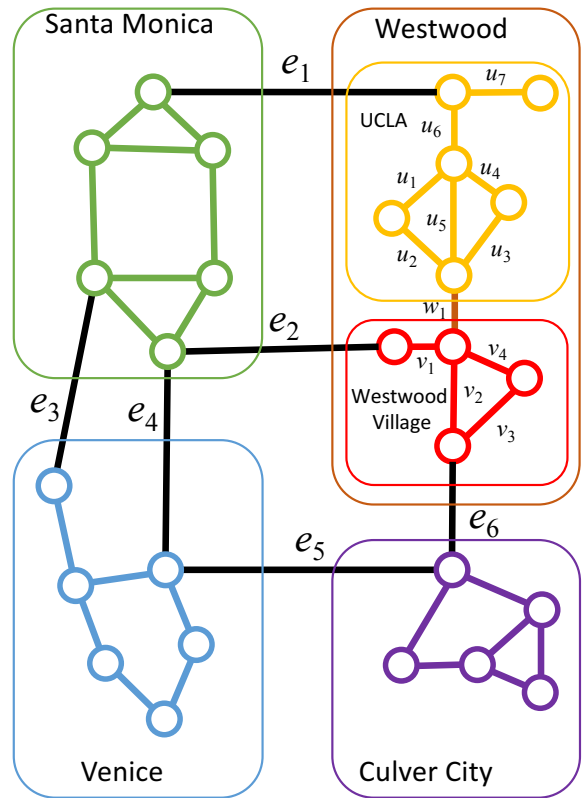 Santa Monica
Westwood
e₁
u₇
UCLA
u₆
u₁
u₄
u₅
u₂
u₃
w₁
e₂
v₁
v₄
Westwood
Village
v₂
v₃
e₃
e₄
e₅
e₆
Venice
Culver City